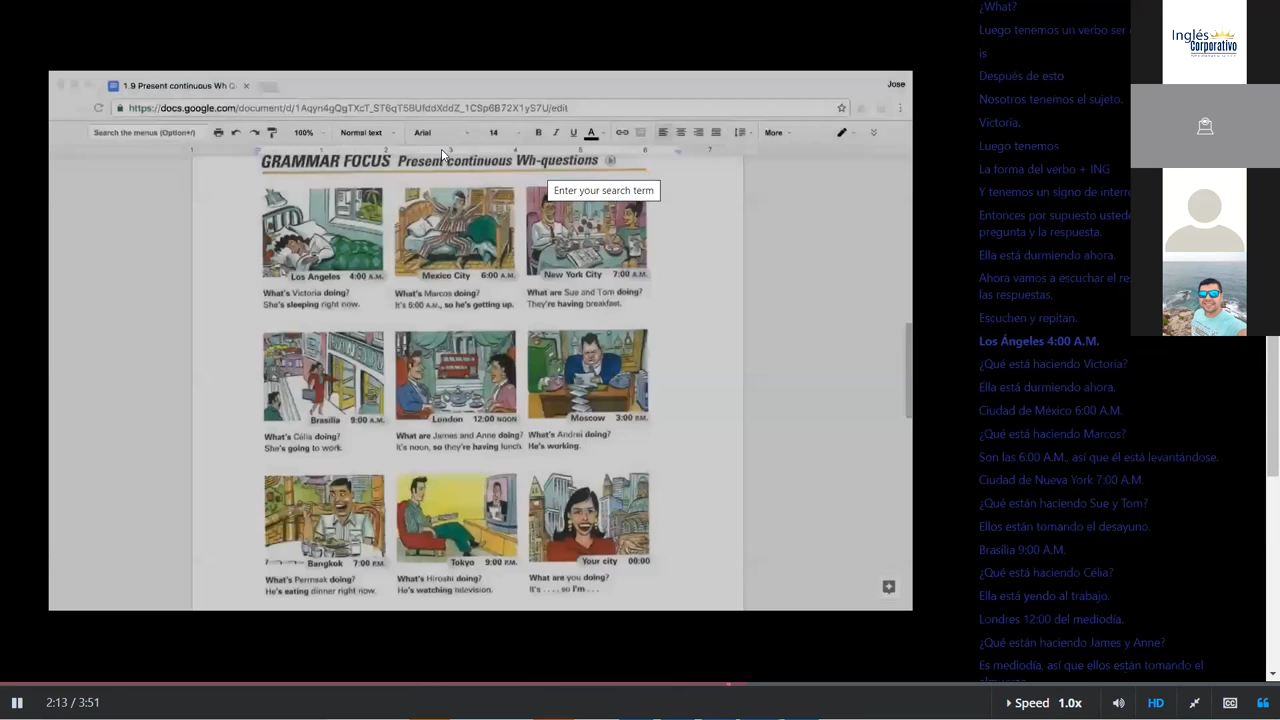 1.9 Present continuous Wh Q
Jose
https://docs.google.com/document/d/1Aqyn4gQgTXcT_ST6qT5BUfddXddZ_1CSp6B72X1yS7U/edit
Search the menus (Option+/)
100%
Normal text
Arial
14
B I U A
More
1 2 3 4 5 6 7
GRAMMAR FOCUS Present continuous Wh-questions
Enter your search term
Los Angeles 4:00 A.M.
What's Victoria doing?
She's sleeping right now.
Mexico City 6:00 A.M.
What's Marcos doing?
It's 6:00 A.M., so he's getting up.
New York City 7:00 A.M.
What are Sue and Tom doing?
They're having breakfast.
Brasília 9:00 A.M.
What's Célia doing?
She's going to work.
London 12:00 NOON
What are James and Anne doing?
It's noon, so they're having lunch.
Moscow 3:00 P.M.
What's Andrei doing?
He's working.
Bangkok 7:00 P.M.
What's Permsak doing?
He's eating dinner right now.
Tokyo 9:00 P.M.
What's Hiroshi doing?
He's watching television.
Your city 00:00
What are you doing?
It's .... so I'm ...
¿What?
Luego tenemos un verbo ser
is
Después de esto
Nosotros tenemos el sujeto.
Victoria.
Luego tenemos
La forma del verbo + ING
Y tenemos un signo de interro
Entonces por supuesto ustede
pregunta y la respuesta.
Ella está durmiendo ahora.
Ahora vamos a escuchar el re
las respuestas.
Escuchen y repitan.
Los Ángeles 4:00 A.M.
¿Qué está haciendo Victoria?
Ella está durmiendo ahora.
Ciudad de México 6:00 A.M.
¿Qué está haciendo Marcos?
Son las 6:00 A.M., así que él está levantándose.
Ciudad de Nueva York 7:00 A.M.
¿Qué están haciendo Sue y Tom?
Ellos están tomando el desayuno.
Brasilia 9:00 A.M.
¿Qué está haciendo Célia?
Ella está yendo al trabajo.
Londres 12:00 del mediodía.
¿Qué están haciendo James y Anne?
Es mediodía, así que ellos están tomando el
Inglés
Corporativo
2:13 / 3:51
Speed 1.0x
HD
CC